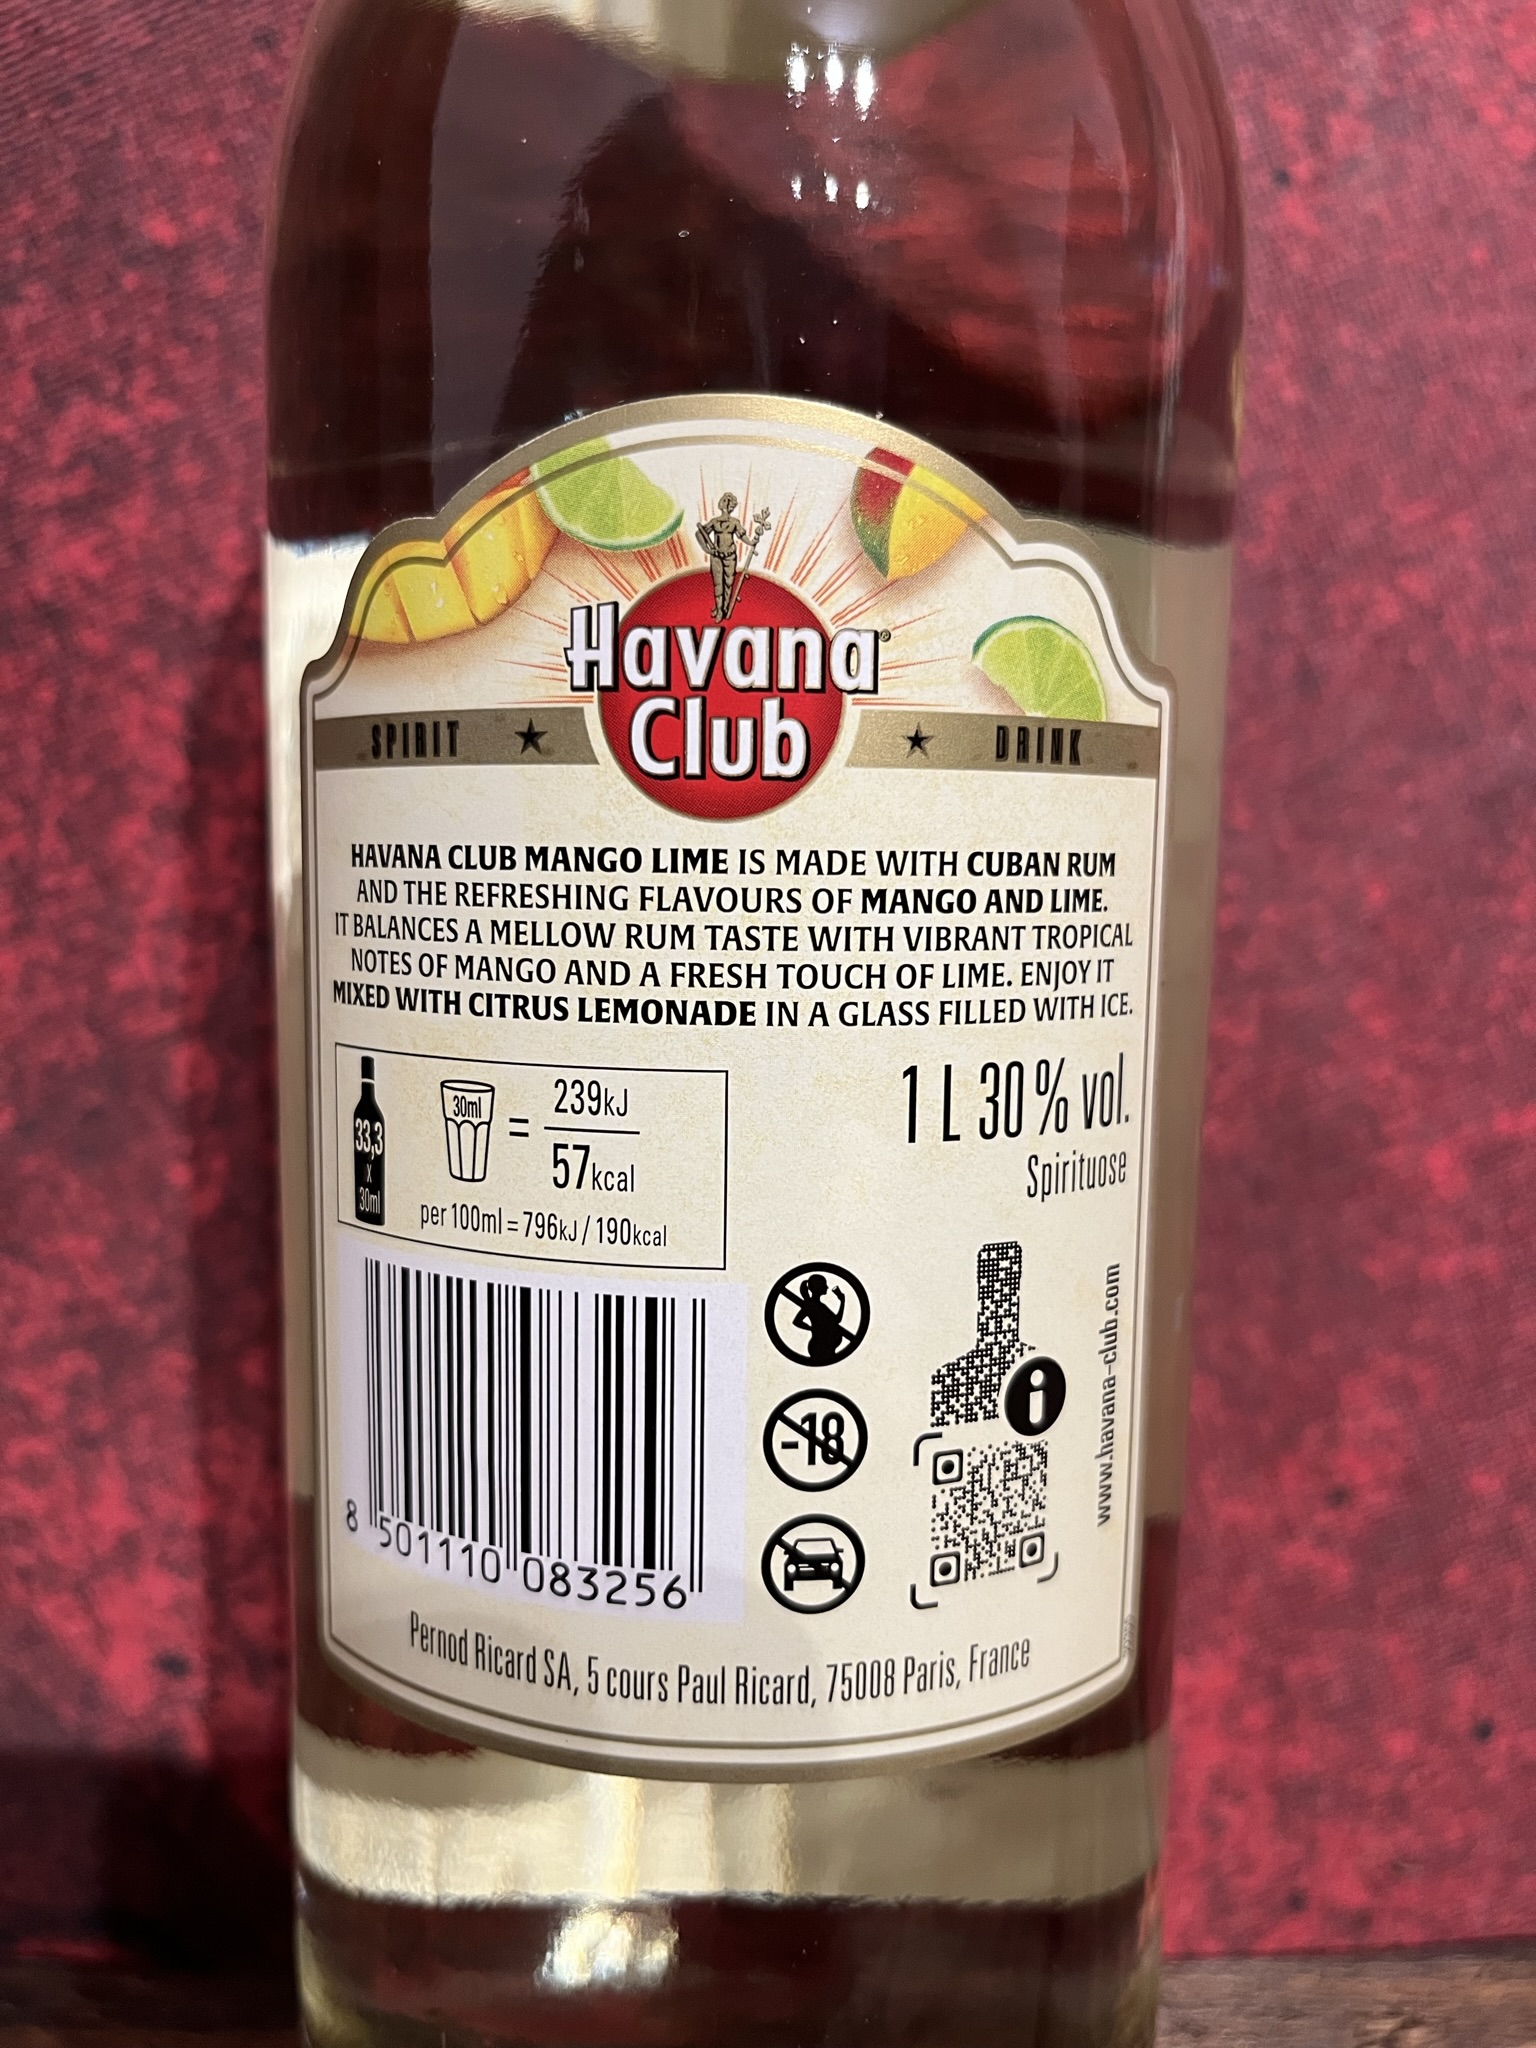 Havana®
Club
SPIRIT ★ ★ DRINK
HAVANA CLUB MANGO LIME IS MADE WITH CUBAN RUM
AND THE REFRESHING FLAVOURS OF MANGO AND LIME.
IT BALANCES A MELLOW RUM TASTE WITH VIBRANT TROPICAL
NOTES OF MANGO AND A FRESH TOUCH OF LIME. ENJOY IT
MIXED WITH CITRUS LEMONADE IN A GLASS FILLED WITH ICE.
33,3
x
30ml
30ml
=
239kJ
57kcal
per 100ml = 796kJ / 190kcal
1 L 30 % vol.
Spirituose
-18
i
www.havana-club.com
8 501110 083256
Pernod Ricard SA, 5 cours Paul Ricard, 75008 Paris, France